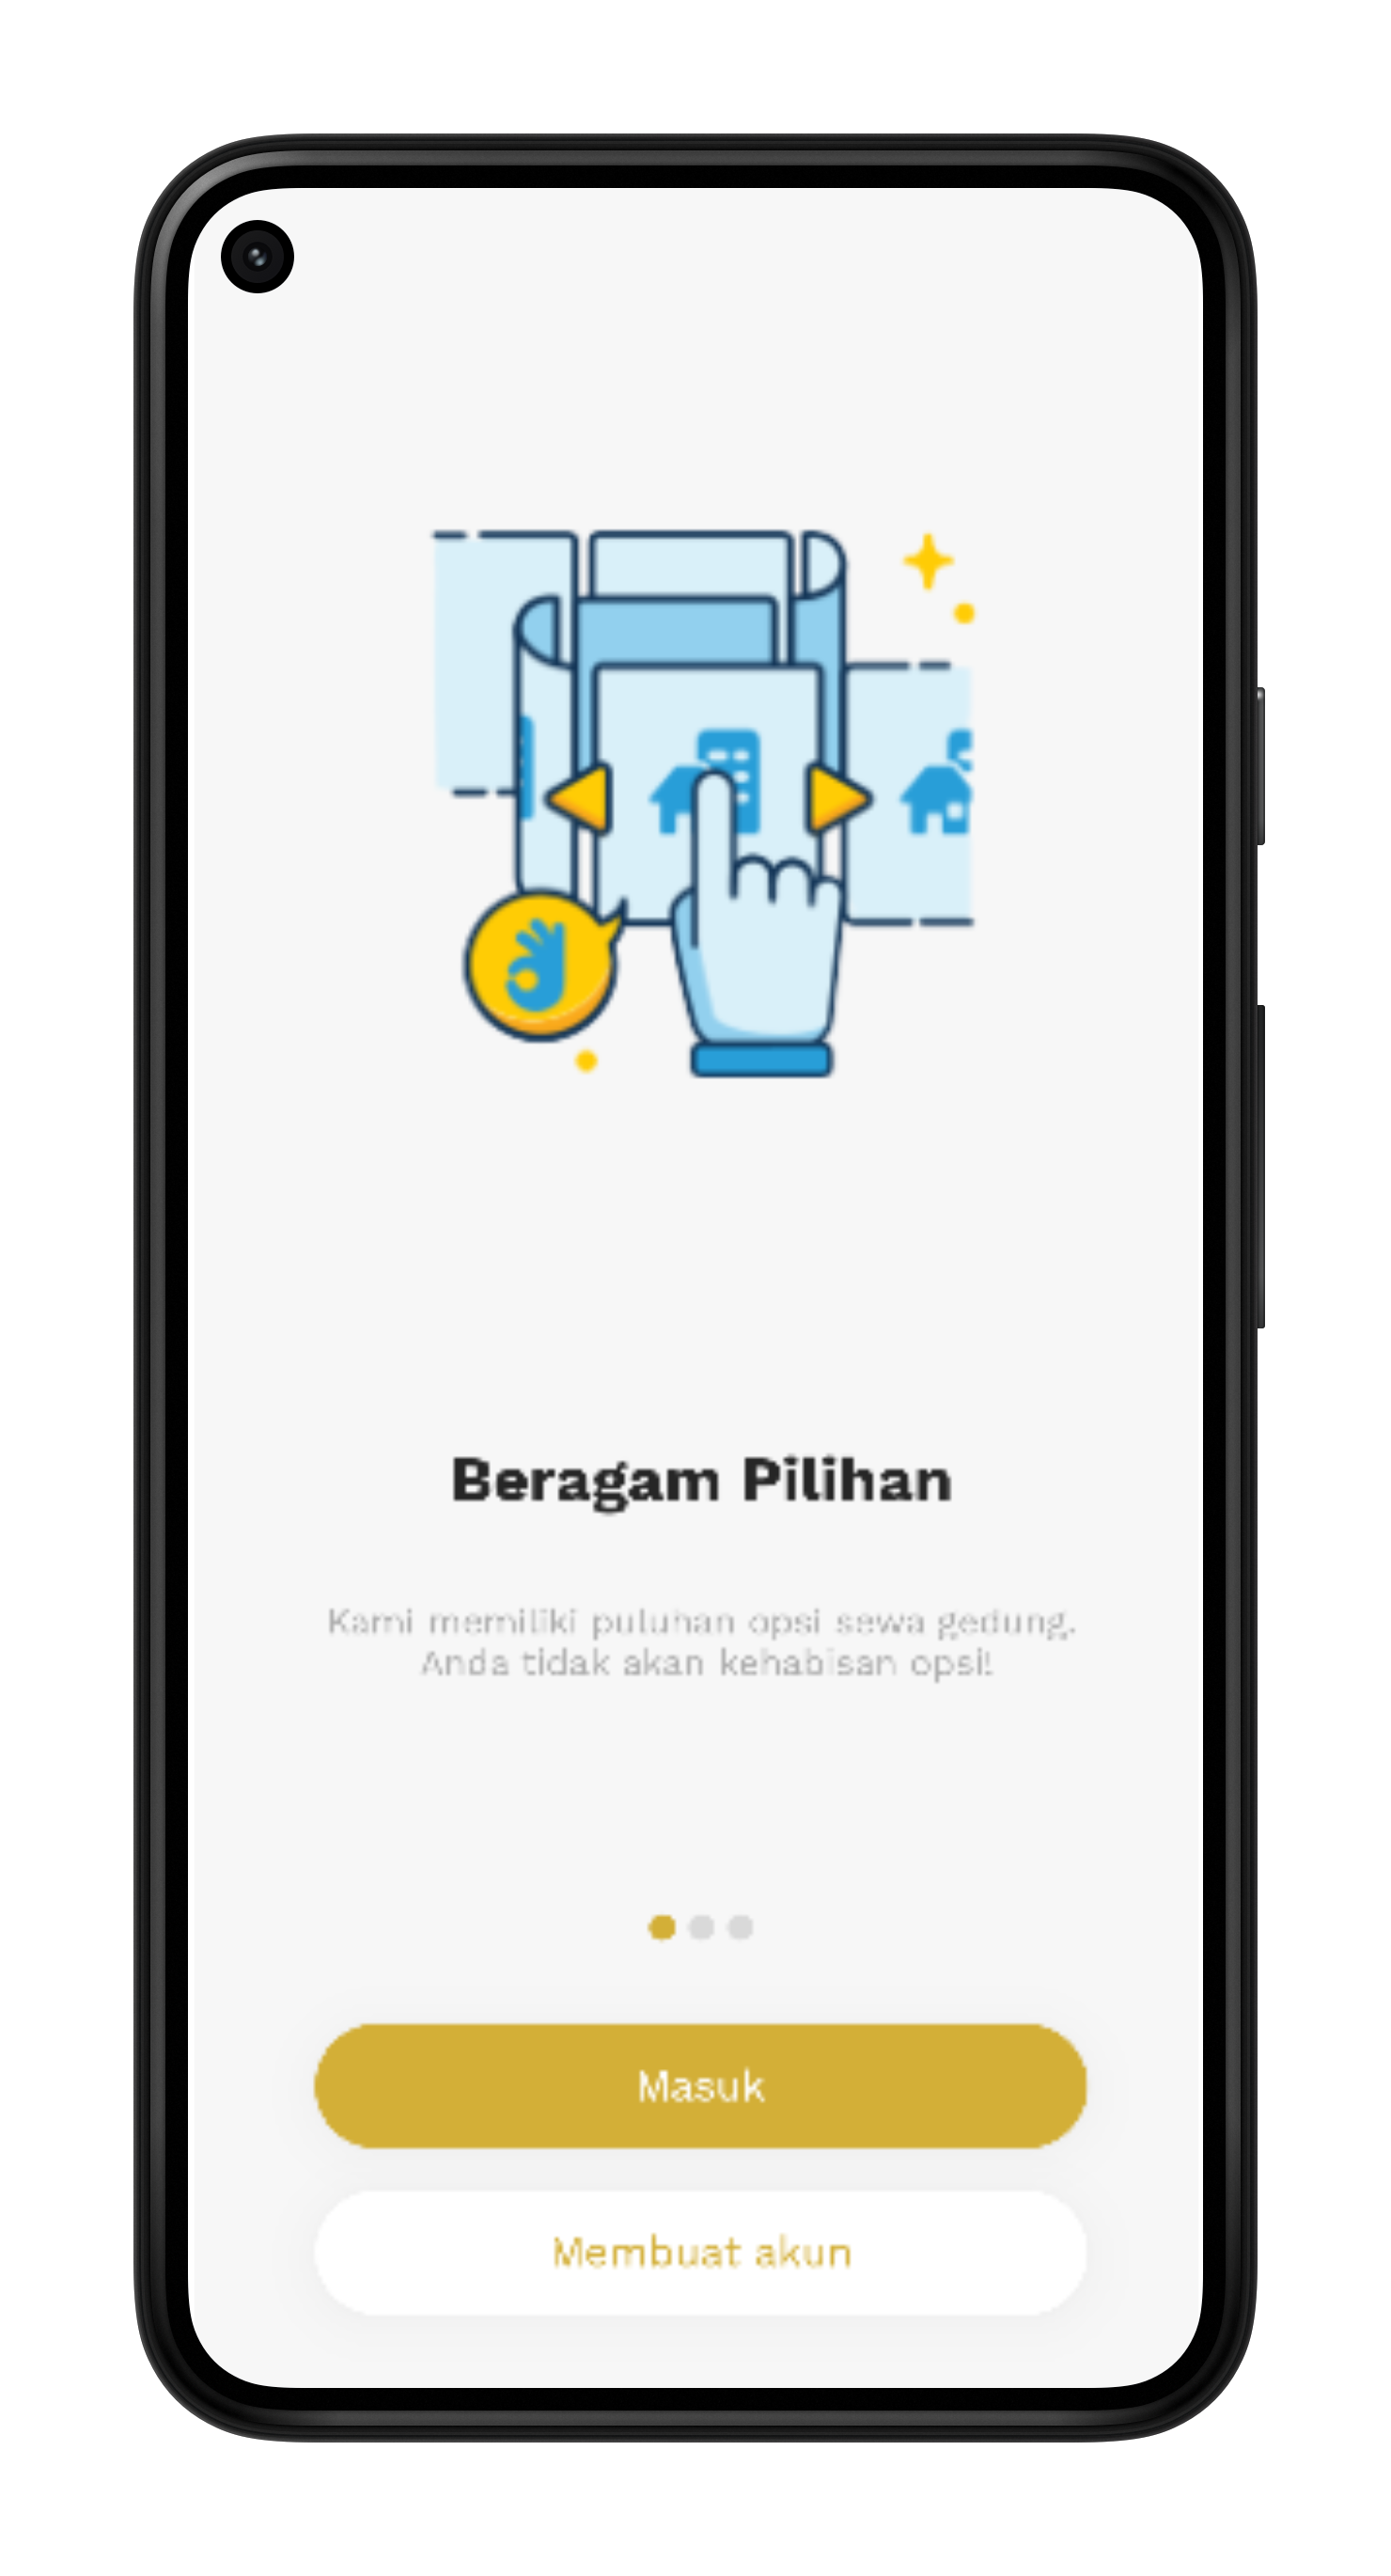 Beragam Pilihan
Kami memiliki puluhan opsi sewa gedung.
Anda tidak akan kehabisan opsi!
Masuk
Membuat akun